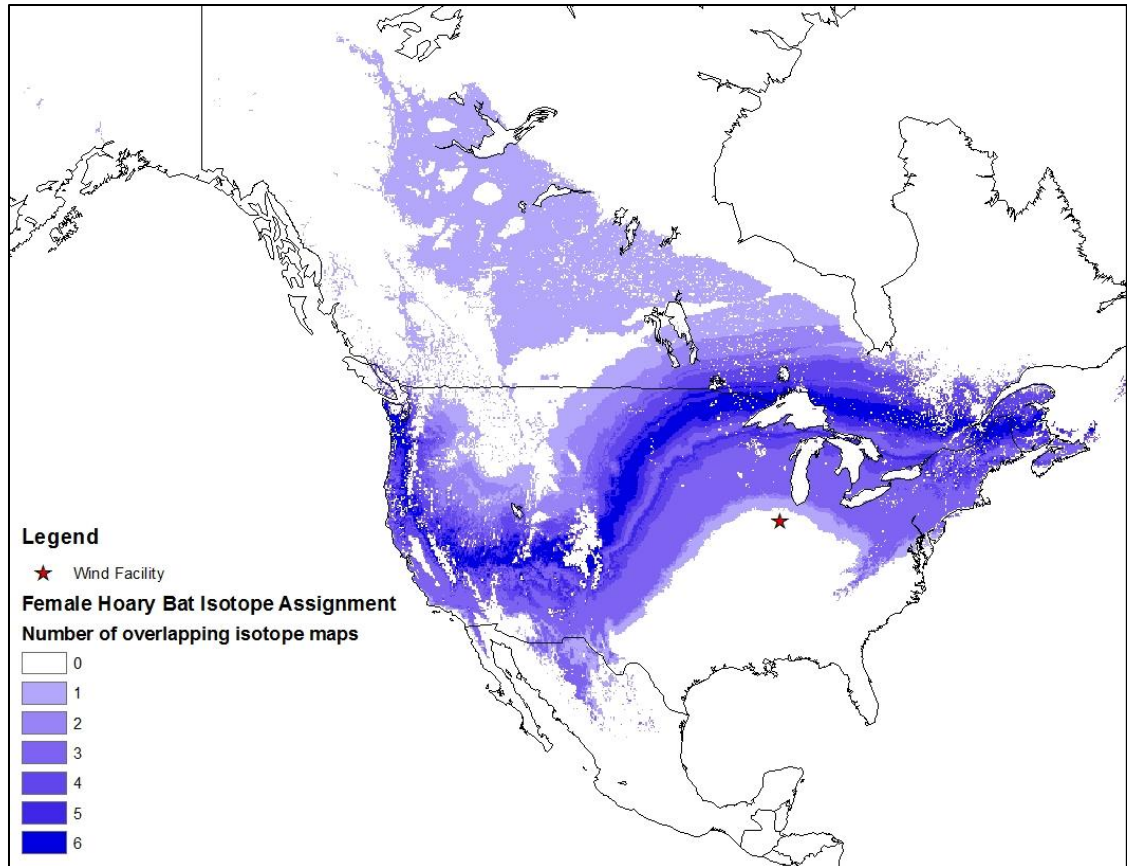 Legend
Wind Facility
Female Hoary Bat Isotope Assignment
Number of overlapping isotope maps
0
1
2
3
4
5
6